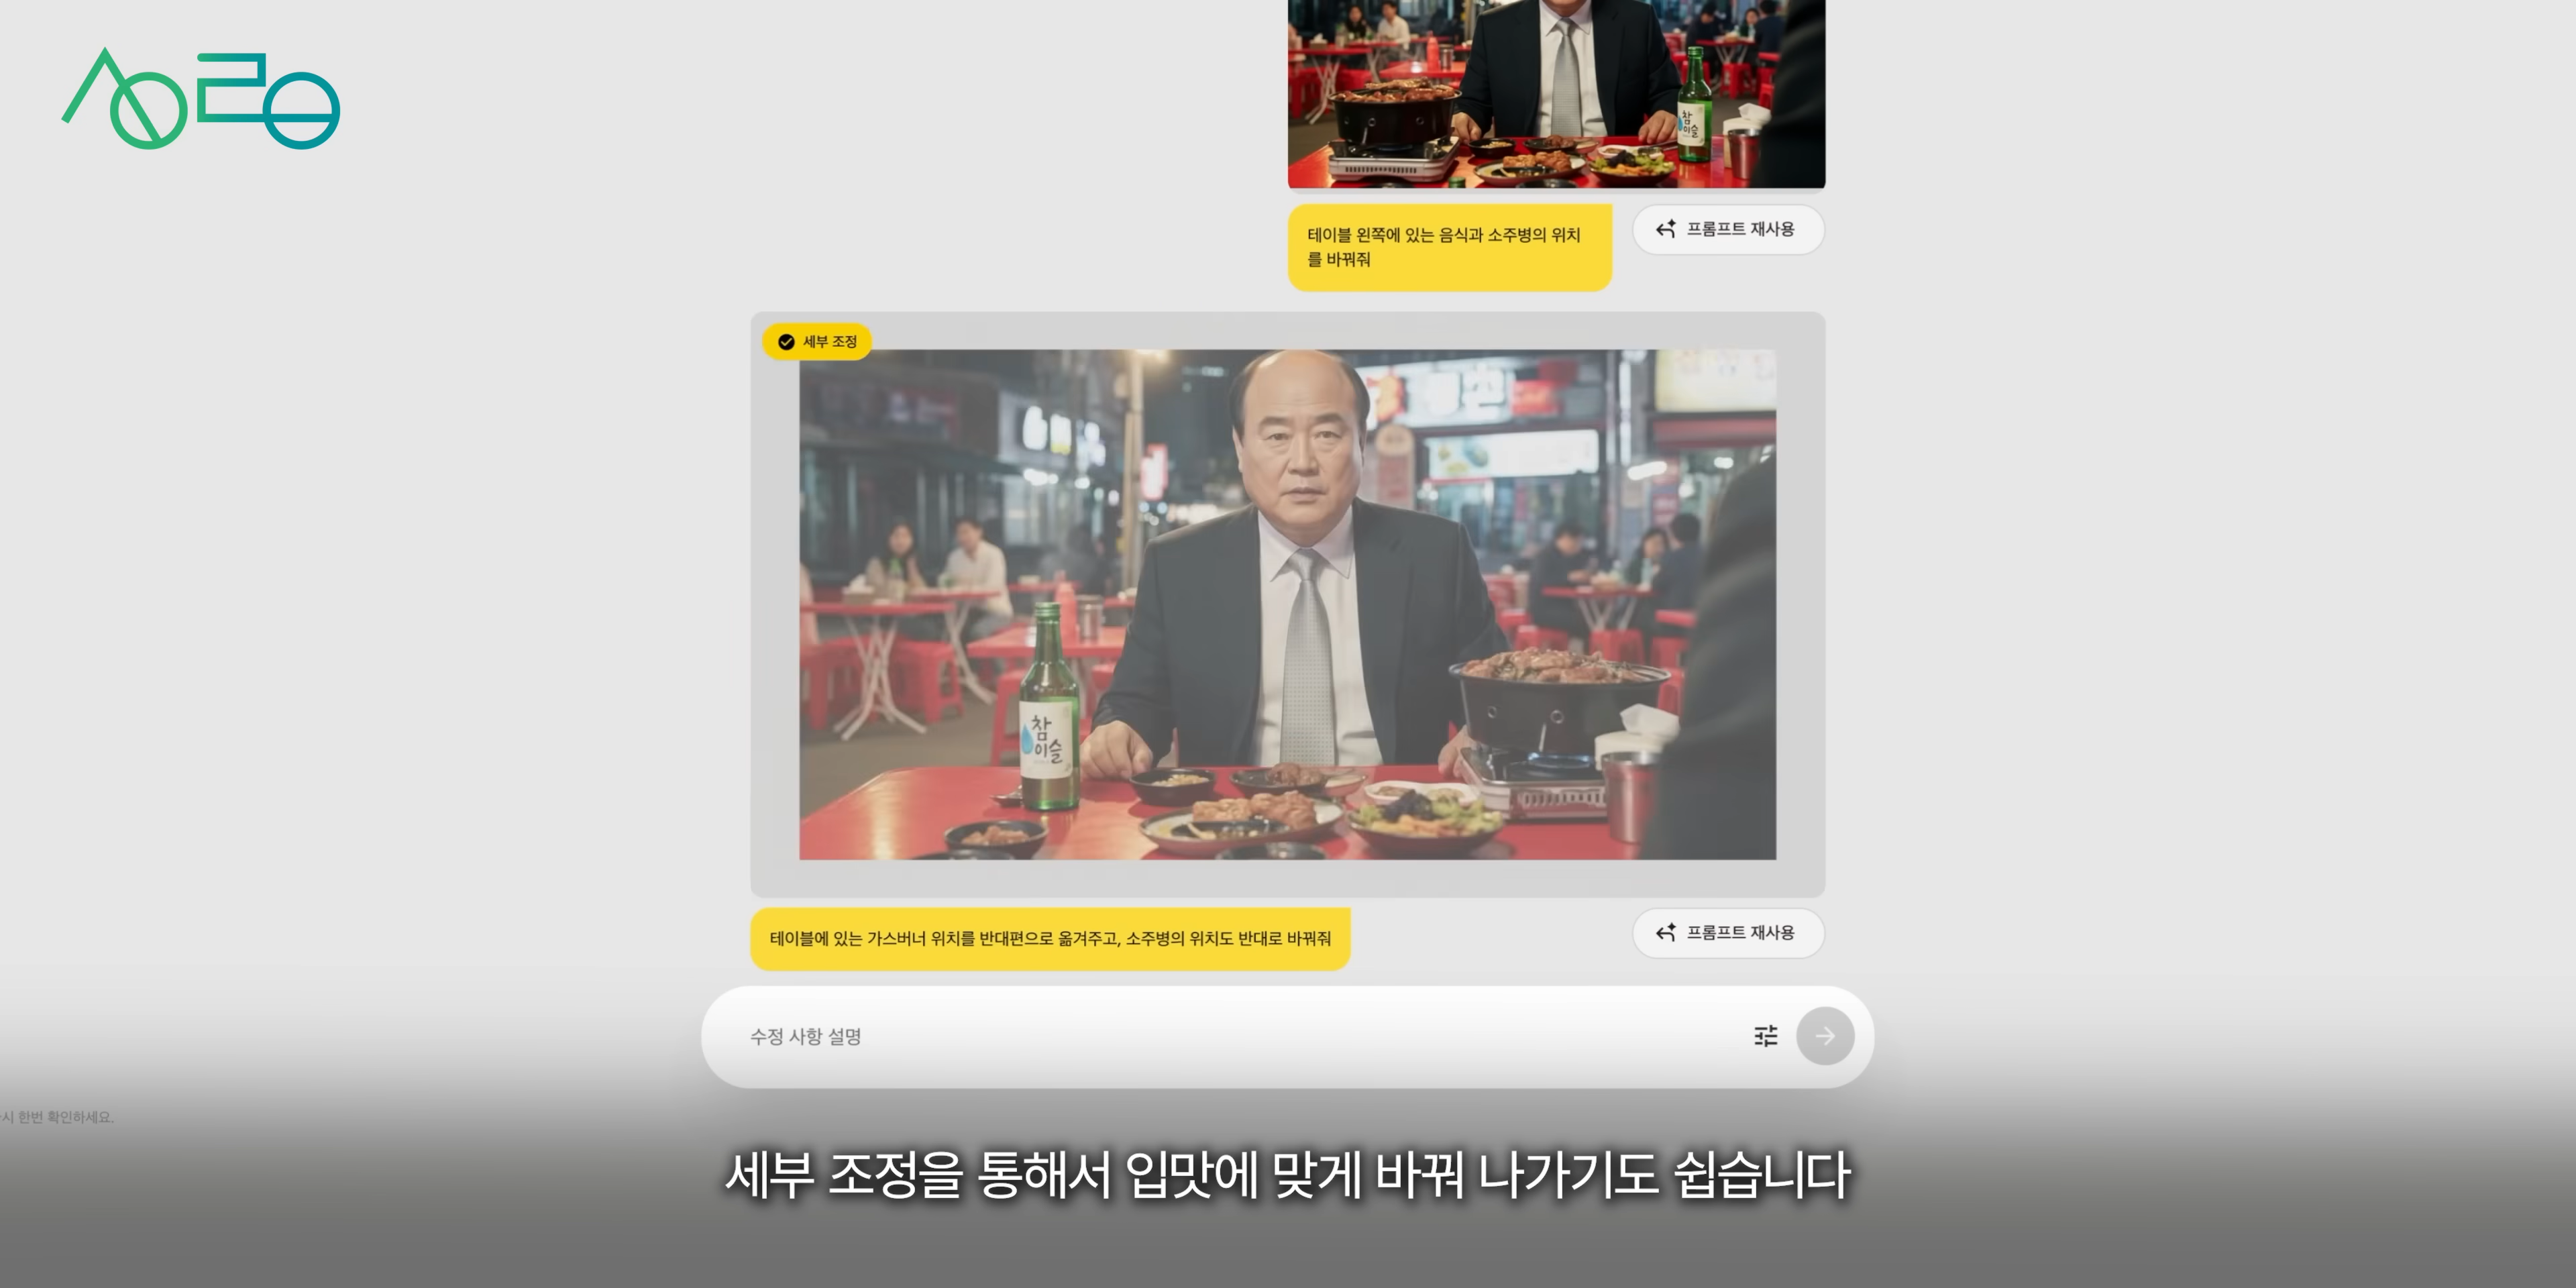 참
이슬
테이블 왼쪽에 있는 음식과 소주병의 위치
를 바꿔줘
프롬프트 재사용
세부 조정
참
이슬
테이블에 있는 가스버너 위치를 반대편으로 옮겨주고, 소주병의 위치도 반대로 바꿔줘
프롬프트 재사용
수정 사항 설명
시 한번 확인하세요.
세부 조정을 통해서 입맛에 맞게 바꿔 나가기도 쉽습니다